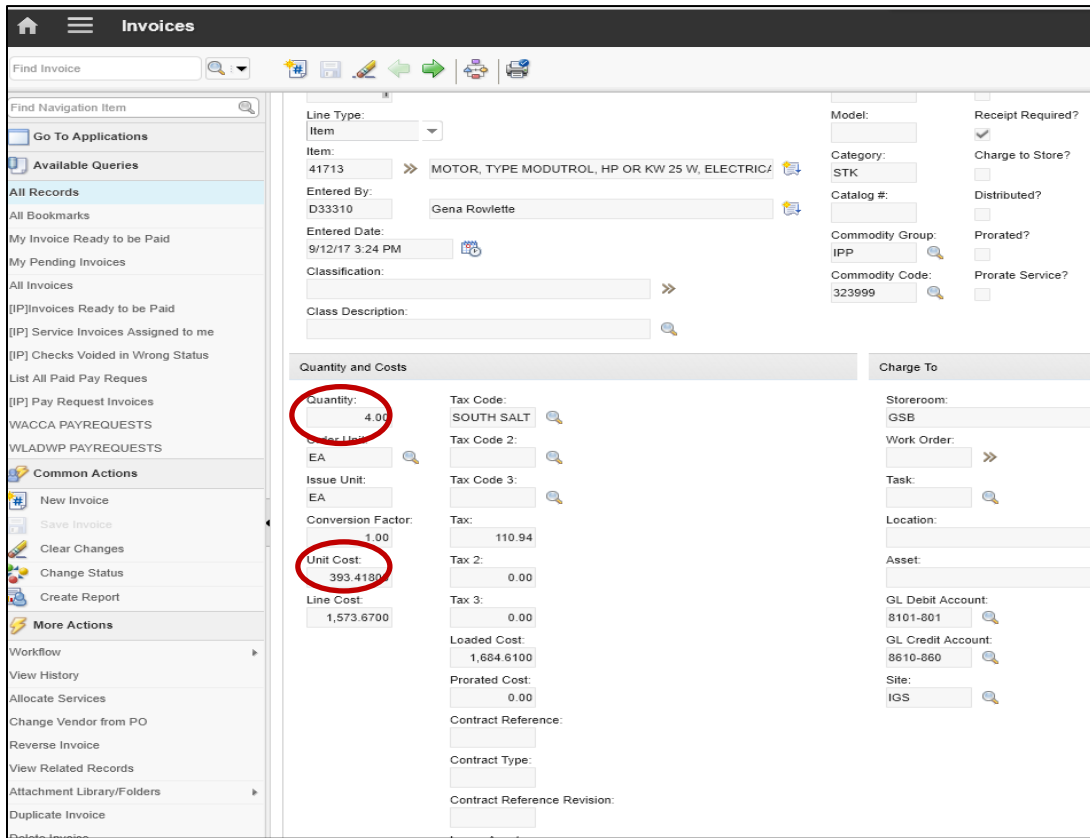 Invoices
Find Invoice
Find Navigation Item
Go To Applications
Available Queries
All Records
All Bookmarks
My Invoice Ready to be Paid
My Pending Invoices
All Invoices
[IP]Invoices Ready to be Paid
[IP] Service Invoices Assigned to me
[IP] Checks Voided in Wrong Status
List All Paid Pay Reques
[IP] Pay Request Invoices
WACCA PAYREQUESTS
WLADWP PAYREQUESTS
Common Actions
New Invoice
Save Invoice
Clear Changes
Change Status
Create Report
More Actions
Workflow
View History
Allocate Services
Change Vendor from PO
Reverse Invoice
View Related Records
Attachment Library/Folders
Duplicate Invoice
Delete Invoice
Line Type:
Item
Item:
41713
MOTOR, TYPE MODUTROL, HP OR KW 25 W, ELECTRICA
Entered By:
D33310
Gena Rowlette
Entered Date:
9/12/17 3:24 PM
Classification:
Class Description:
Model:
Category:
STK
Catalog #:
Commodity Group:
IPP
Commodity Code:
323999
Receipt Required?
Charge to Store?
Distributed?
Prorated?
Prorate Service?
Quantity and Costs
Quantity:
4.00
Order Unit:
EA
Issue Unit:
EA
Conversion Factor:
1.00
Unit Cost:
393.41800
Line Cost:
1,573.6700
Tax Code:
SOUTH SALT
Tax Code 2:
Tax Code 3:
Tax:
110.94
Tax 2:
0.00
Tax 3:
0.00
Loaded Cost:
1,684.6100
Prorated Cost:
0.00
Contract Reference:
Contract Type:
Contract Reference Revision:
Charge To
Storeroom:
GSB
Work Order:
Task:
Location:
Asset:
GL Debit Account:
8101-801
GL Credit Account:
8610-860
Site:
IGS